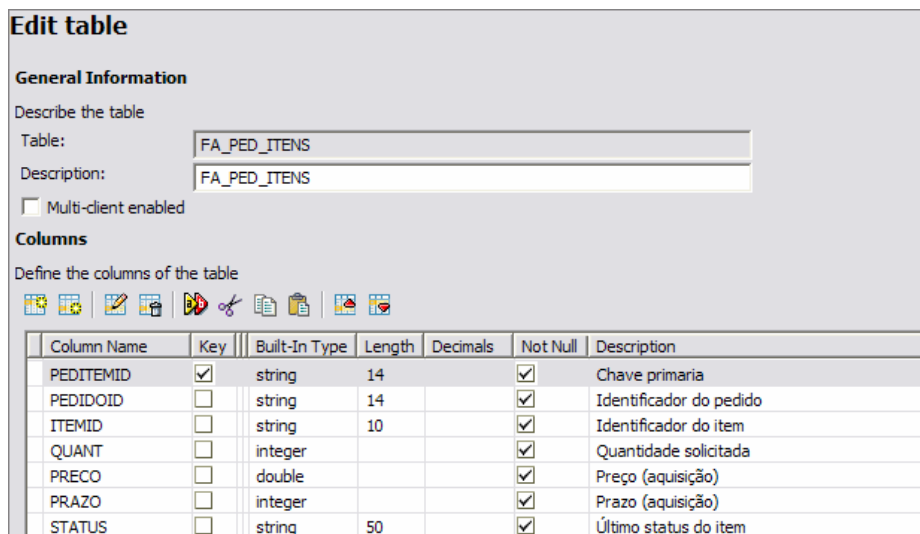 Edit table
General Information
Describe the table
Table: FA_PED_ITENS
Description: FA_PED_ITENS
Multi-client enabled
Columns
Define the columns of the table
Column Name Key Built-In Type Length Decimals Not Null Description
PEDITEMID string 14 Chave primaria
PEDIDOID string 14 Identificador do pedido
ITEMID string 10 Identificador do item
QUANT integer Quantidade solicitada
PRECO double Preço (aquisição)
PRAZO integer Prazo (aquisição)
STATUS string 50 Último status do item